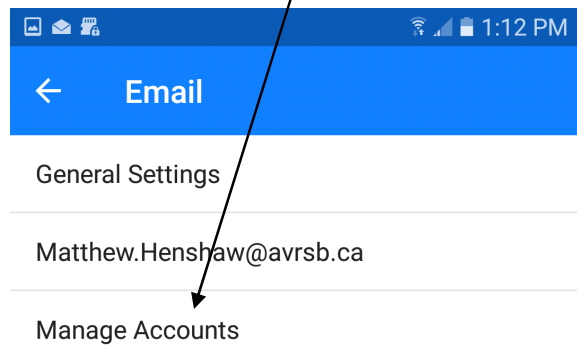 1:12 PM
Email
General Settings
Matthew.Henshaw@avrsb.ca
Manage Accounts